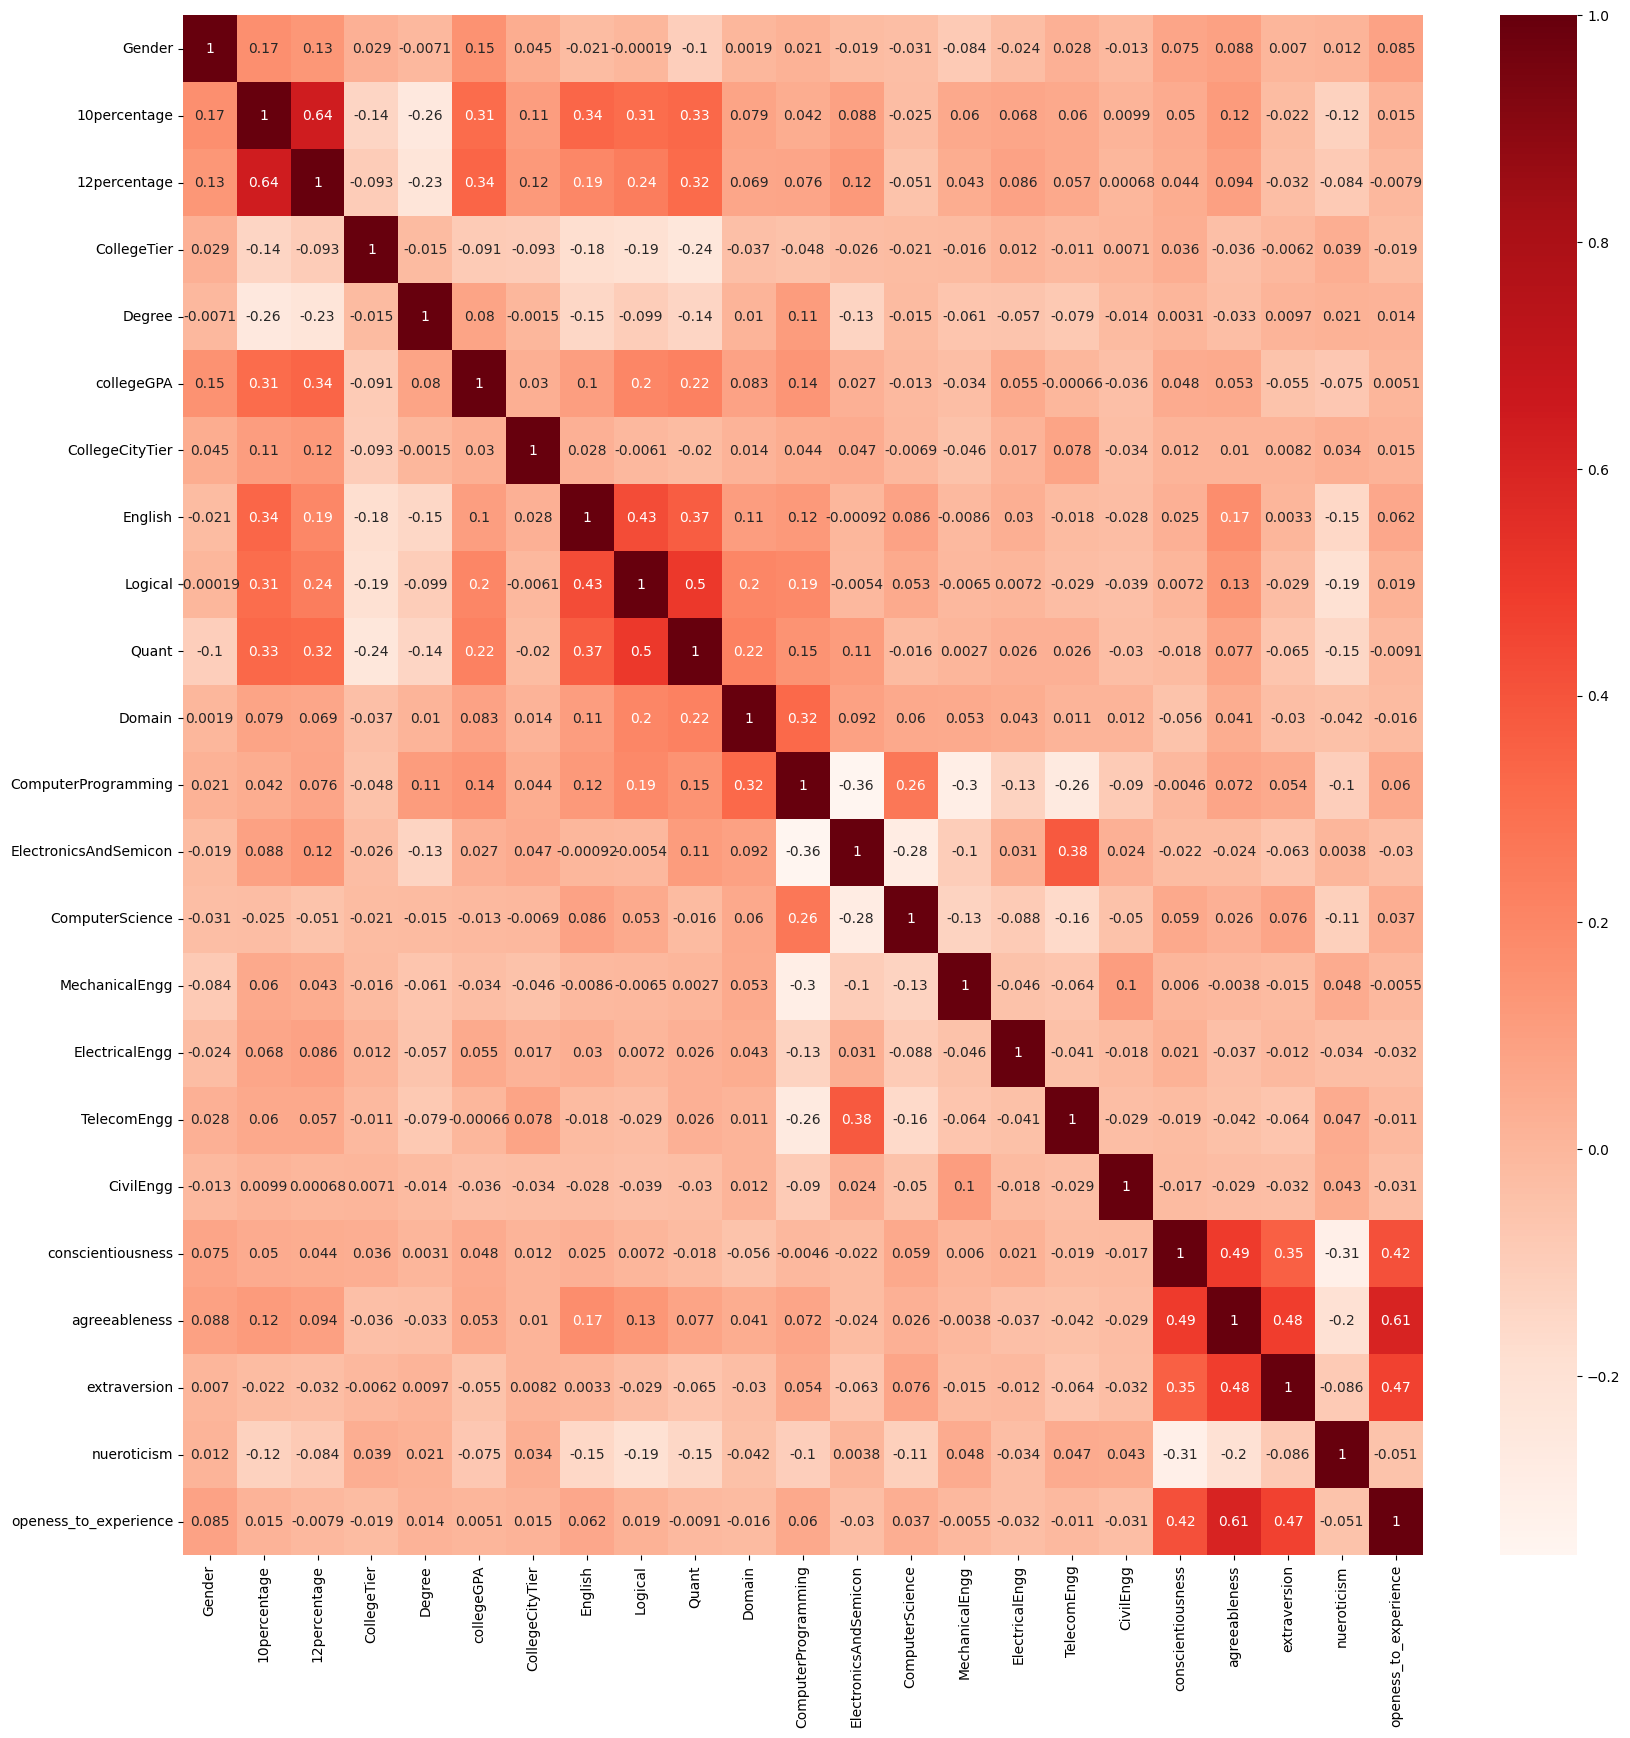 Gender 1 0.17 0.13 0.029 -0.0071 0.15 0.045 -0.021 -0.00019 -0.1 0.0019 0.021 -0.019 -0.031 -0.084 -0.024 0.028 -0.013 0.075 0.088 0.007 0.012 0.085
10percentage 0.17 1 0.64 -0.14 -0.26 0.31 0.11 0.34 0.31 0.33 0.079 0.042 0.088 -0.025 0.06 0.068 0.06 0.0099 0.05 0.12 -0.022 -0.12 0.015
12percentage 0.13 0.64 1 -0.093 -0.23 0.34 0.12 0.19 0.24 0.32 0.069 0.076 0.12 -0.051 0.043 0.086 0.057 0.00068 0.044 0.094 -0.032 -0.084 -0.0079
CollegeTier 0.029 -0.14 -0.093 1 -0.015 -0.091 -0.093 -0.18 -0.19 -0.24 -0.037 -0.048 -0.026 -0.021 -0.016 0.012 -0.011 0.0071 0.036 -0.036 -0.0062 0.039 -0.019
Degree -0.0071 -0.26 -0.23 -0.015 1 0.08 -0.0015 -0.15 -0.099 -0.14 0.01 0.11 -0.13 -0.015 -0.061 -0.057 -0.079 -0.014 0.0031 -0.033 0.0097 0.021 0.014
collegeGPA 0.15 0.31 0.34 -0.091 0.08 1 0.03 0.1 0.2 0.22 0.083 0.14 0.027 -0.013 -0.034 0.055 -0.00066 -0.036 0.048 0.053 -0.055 -0.075 0.0051
CollegeCityTier 0.045 0.11 0.12 -0.093 -0.0015 0.03 1 0.028 -0.0061 -0.02 0.014 0.044 0.047 -0.0069 -0.046 0.017 0.078 -0.034 0.012 0.01 0.0082 0.034 0.015
English -0.021 0.34 0.19 -0.18 -0.15 0.1 0.028 1 0.43 0.37 0.11 0.12 -0.00092 0.086 -0.0086 0.03 -0.018 -0.028 0.025 0.17 0.0033 -0.15 0.062
Logical -0.00019 0.31 0.24 -0.19 -0.099 0.2 -0.0061 0.43 1 0.5 0.2 0.19 -0.0054 0.053 -0.0065 0.0072 -0.029 -0.039 0.0072 0.13 -0.029 -0.19 0.019
Quant -0.1 0.33 0.32 -0.24 -0.14 0.22 -0.02 0.37 0.5 1 0.22 0.15 0.11 -0.016 0.0027 0.026 0.026 -0.03 -0.018 0.077 -0.065 -0.15 -0.0091
Domain 0.0019 0.079 0.069 -0.037 0.01 0.083 0.014 0.11 0.2 0.22 1 0.32 0.092 0.06 0.053 0.043 0.011 0.012 -0.056 0.041 -0.03 -0.042 -0.016
ComputerProgramming 0.021 0.042 0.076 -0.048 0.11 0.14 0.044 0.12 0.19 0.15 0.32 1 -0.36 0.26 -0.3 -0.13 -0.26 -0.09 -0.0046 0.072 0.054 -0.1 0.06
ElectronicsAndSemicon -0.019 0.088 0.12 -0.026 -0.13 0.027 0.047 -0.00092 -0.0054 0.11 0.092 -0.36 1 -0.28 -0.1 0.031 0.38 0.024 -0.022 -0.024 -0.063 0.0038 -0.03
ComputerScience -0.031 -0.025 -0.051 -0.021 -0.015 -0.013 -0.0069 0.086 0.053 -0.016 0.06 0.26 -0.28 1 -0.13 -0.088 -0.16 -0.05 0.059 0.026 0.076 -0.11 0.037
MechanicalEngg -0.084 0.06 0.043 -0.016 -0.061 -0.034 -0.046 -0.0086 -0.0065 0.0027 0.053 -0.3 -0.1 -0.13 1 -0.046 -0.064 0.1 0.006 -0.0038 -0.015 0.048 -0.0055
ElectricalEngg -0.024 0.068 0.086 0.012 -0.057 0.055 0.017 0.03 0.0072 0.026 0.043 -0.13 0.031 -0.088 -0.046 1 -0.041 -0.018 0.021 -0.037 -0.012 -0.034 -0.032
TelecomEngg 0.028 0.06 0.057 -0.011 -0.079 -0.00066 0.078 -0.018 -0.029 0.026 0.011 -0.26 0.38 -0.16 -0.064 -0.041 1 -0.029 -0.019 -0.042 -0.064 0.047 -0.011
CivilEngg -0.013 0.0099 0.00068 0.0071 -0.014 -0.036 -0.034 -0.028 -0.039 -0.03 0.012 -0.09 0.024 -0.05 0.1 -0.018 -0.029 1 -0.017 -0.029 -0.032 0.043 -0.031
conscientiousness 0.075 0.05 0.044 0.036 0.0031 0.048 0.012 0.025 0.0072 -0.018 -0.056 -0.0046 -0.022 0.059 0.006 0.021 -0.019 -0.017 1 0.49 0.35 -0.31 0.42
agreeableness 0.088 0.12 0.094 -0.036 -0.033 0.053 0.01 0.17 0.13 0.077 0.041 0.072 -0.024 0.026 -0.0038 -0.037 -0.042 -0.029 0.49 1 0.48 -0.2 0.61
extraversion 0.007 -0.022 -0.032 -0.0062 0.0097 -0.055 0.0082 0.0033 -0.029 -0.065 -0.03 0.054 -0.063 0.076 -0.015 -0.012 -0.064 -0.032 0.35 0.48 1 -0.086 0.47
nueroticism 0.012 -0.12 -0.084 0.039 0.021 -0.075 0.034 -0.15 -0.19 -0.15 -0.042 -0.1 0.0038 -0.11 0.048 -0.034 0.047 0.043 -0.31 -0.2 -0.086 1 -0.051
openess_to_experience 0.085 0.015 -0.0079 -0.019 0.014 0.0051 0.015 0.062 0.019 -0.0091 -0.016 0.06 -0.03 0.037 -0.0055 -0.032 -0.011 -0.031 0.42 0.61 0.47 -0.051 1
Gender
10percentage
12percentage
CollegeTier
Degree
collegeGPA
CollegeCityTier
English
Logical
Quant
Domain
ComputerProgramming
ElectronicsAndSemicon
ComputerScience
MechanicalEngg
ElectricalEngg
TelecomEngg
CivilEngg
conscientiousness
agreeableness
extraversion
nueroticism
openess_to_experience
1.0
0.8
0.6
0.4
0.2
0.0
−0.2